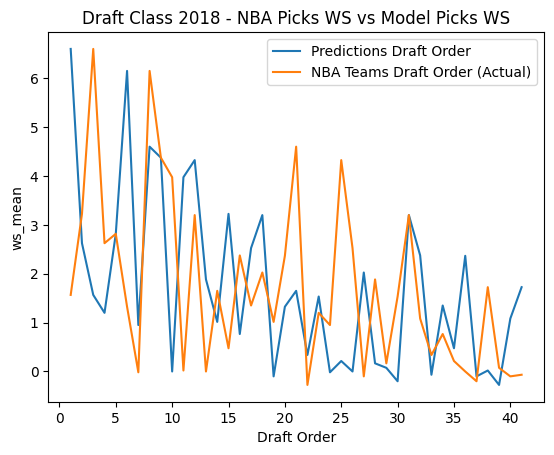 Draft Class 2018 - NBA Picks WS vs Model Picks WS
Predictions Draft Order
NBA Teams Draft Order (Actual)
6
5
4
3
2
1
0
ws_mean
0 5 10 15 20 25 30 35 40
Draft Order